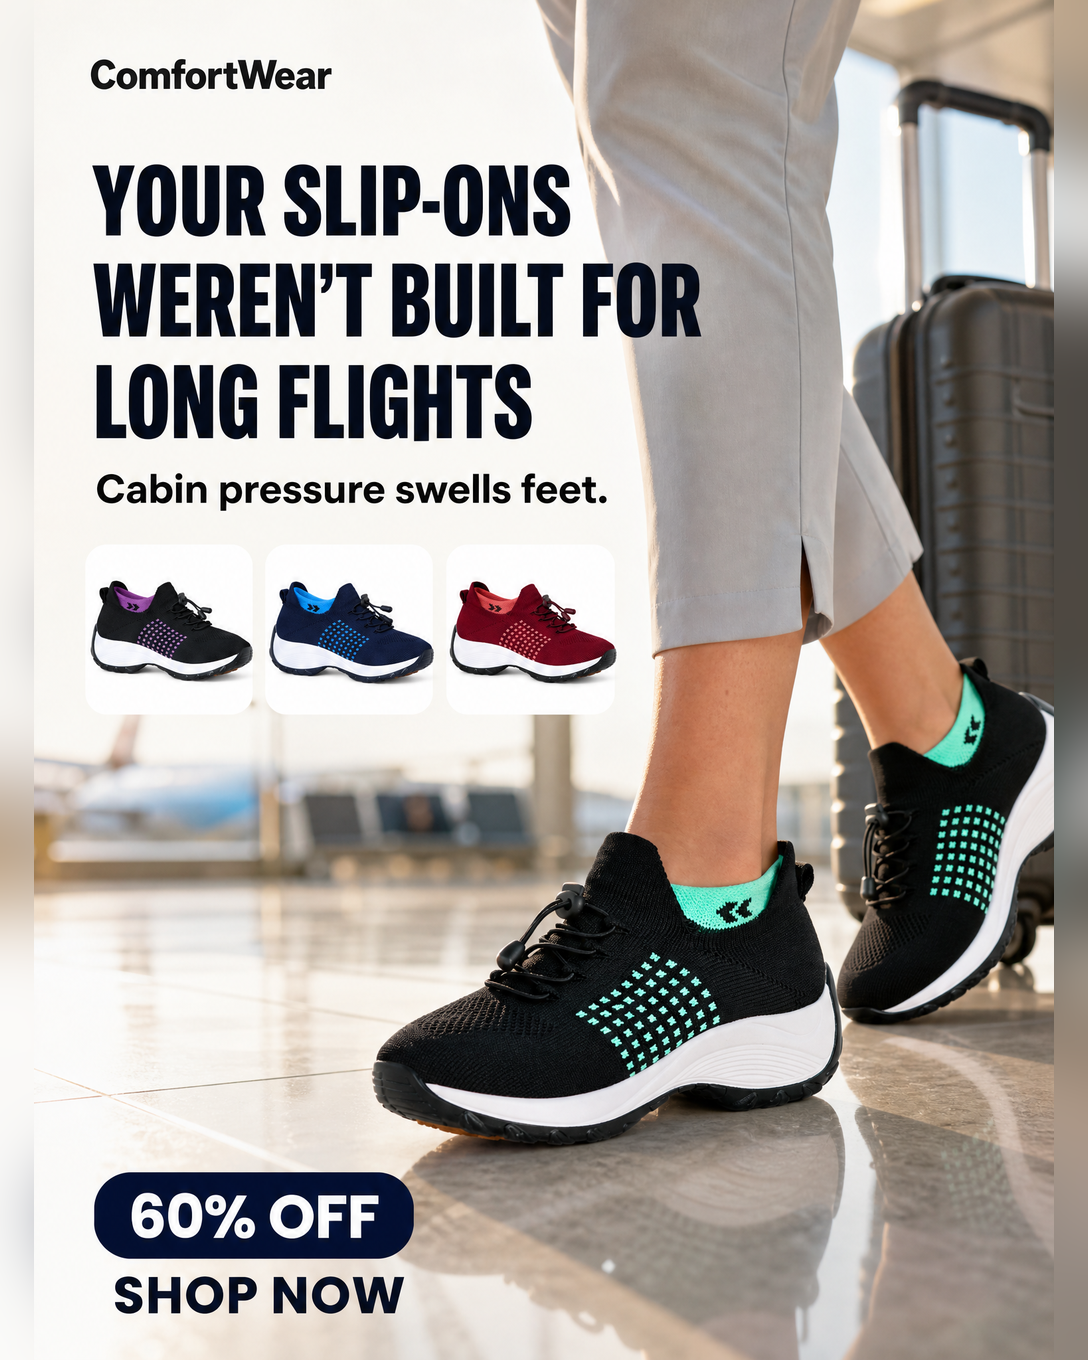 ComfortWear
YOUR SLIP-ONS
WEREN’T BUILT FOR
LONG FLIGHTS
Cabin pressure swells feet.
60% OFF
SHOP NOW